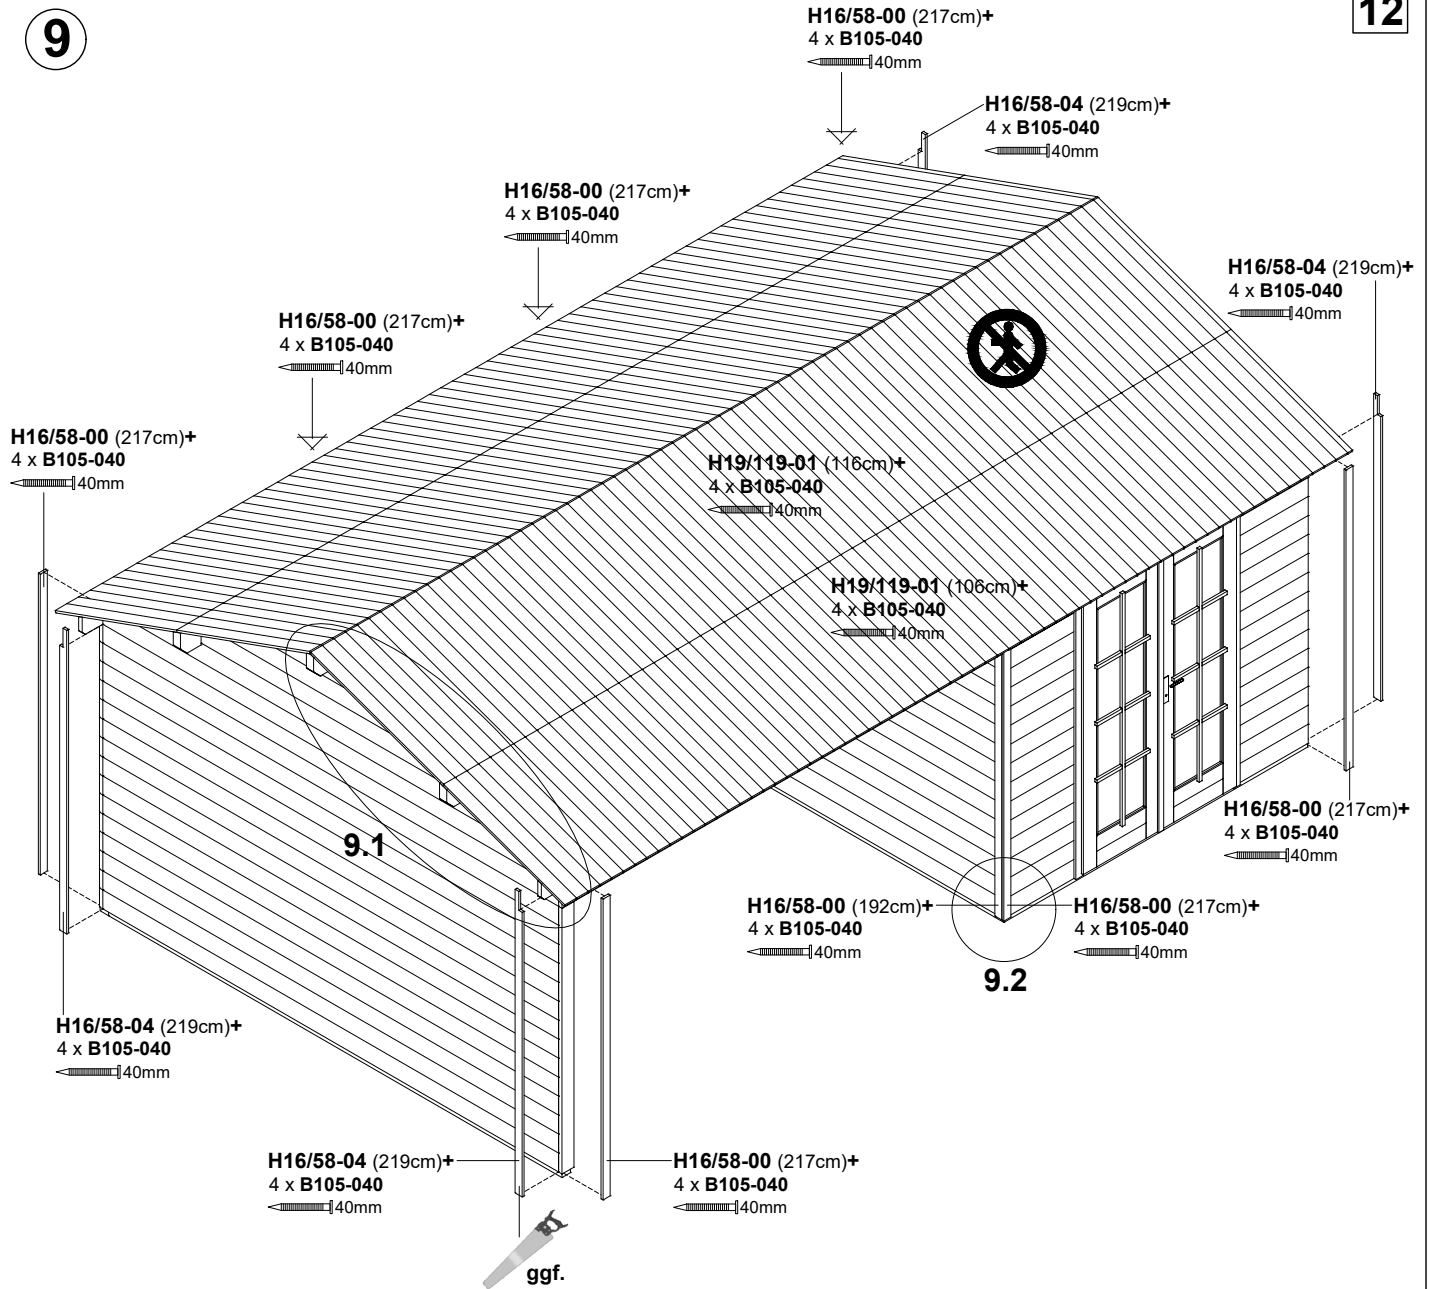 9
12
H16/58-00 (217cm)+
4 x B105-040
40mm
H16/58-04 (219cm)+
4 x B105-040
40mm
H16/58-00 (217cm)+
4 x B105-040
40mm
H16/58-04 (219cm)+
4 x B105-040
40mm
H16/58-00 (217cm)+
4 x B105-040
40mm
H16/58-00 (217cm)+
4 x B105-040
40mm
H19/119-01 (116cm)+
4 x B105-040
40mm
H19/119-01 (106cm)+
4 x B105-040
40mm
9.1
H16/58-00 (217cm)+
4 x B105-040
40mm
H16/58-00 (192cm)+
4 x B105-040
40mm
H16/58-00 (217cm)+
4 x B105-040
40mm
9.2
H16/58-04 (219cm)+
4 x B105-040
40mm
H16/58-04 (219cm)+
4 x B105-040
40mm
H16/58-00 (217cm)+
4 x B105-040
40mm
ggf.